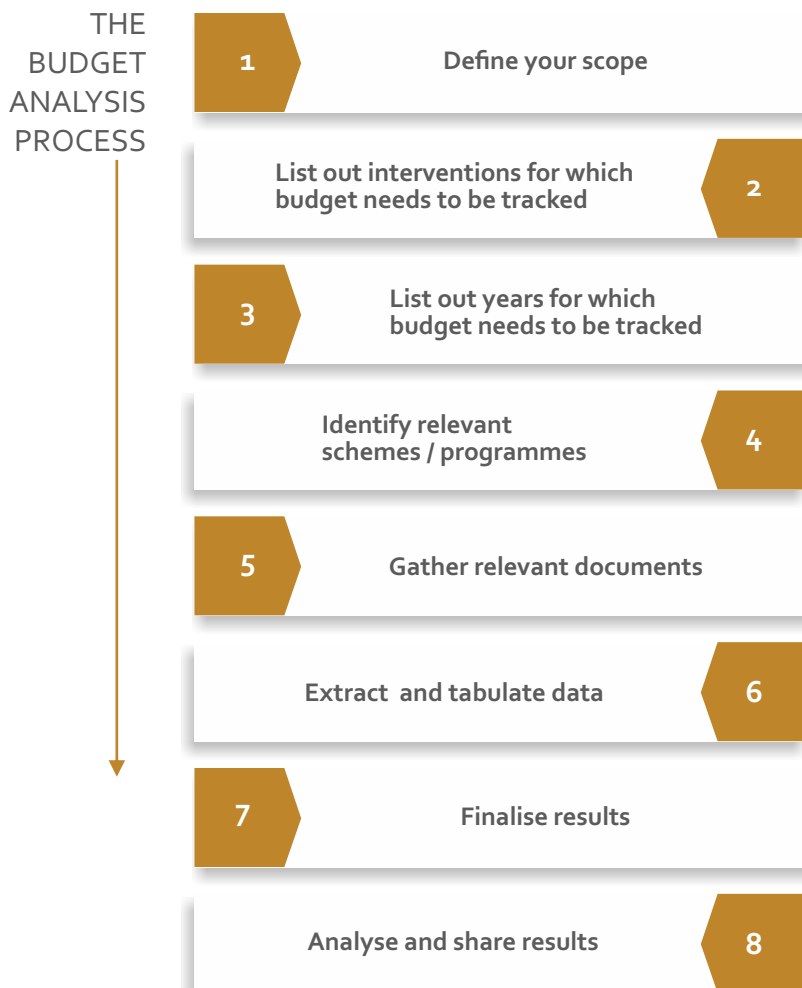 THE
BUDGET
ANALYSIS
PROCESS
1
Define your scope
List out interventions for which
budget needs to be tracked
2
3
List out years for which
budget needs to be tracked
Identify relevant
schemes / programmes
4
5
Gather relevant documents
Extract and tabulate data
6
7
Finalise results
Analyse and share results
8